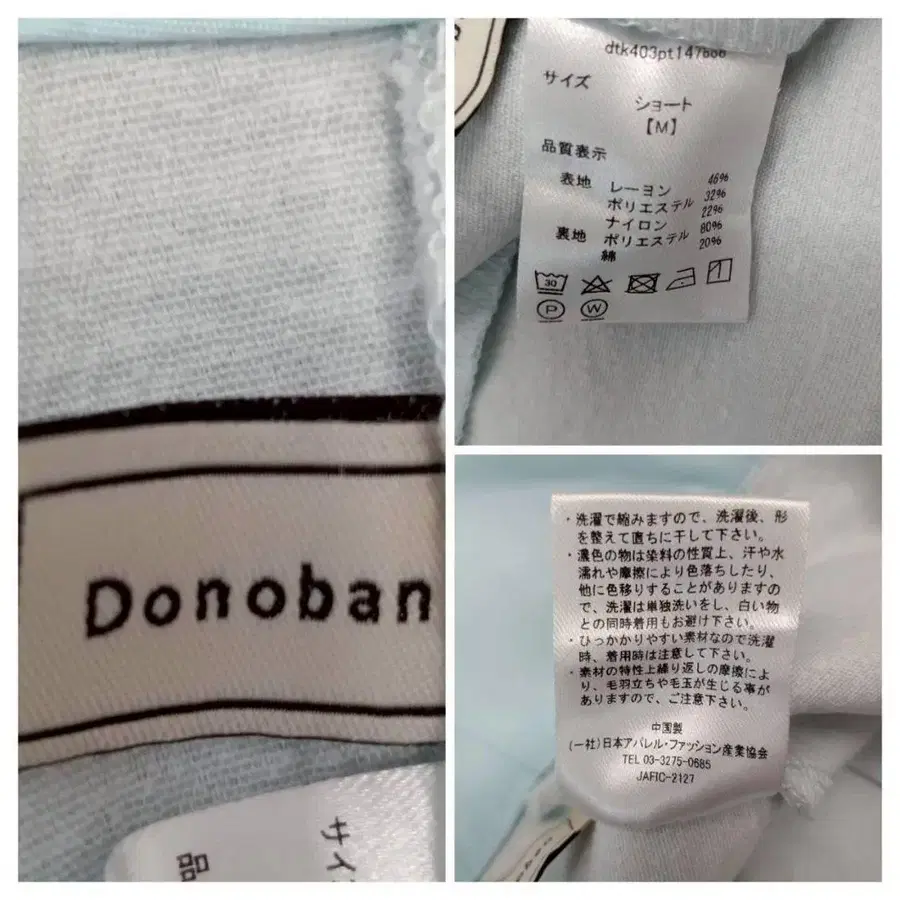 Donoban
サイ
品
dtk403pt147
サイズ
ショート
【M】
品質表示
表地 レーヨン 46%
ポリエステル 32%
ナイロン 22%
裏地 ポリエステル 80%
綿 20%
30
P W
・洗濯で縮みますので、洗濯後、形
を整えて直ちに干して下さい。
・濃色の物は染料の性質上、汗や水
濡れや摩擦により色落ちしたり、
他に色移りすることがありますの
で、洗濯は単独洗いをし、白い物
との同時着用もお避け下さい。
・ひっかかりやすい素材なので洗濯
時、着用時は注意して下さい。
・素材の特性上繰り返しの摩擦によ
り、毛羽立ちや毛玉が生じる事が
ありますので、ご注意下さい。
中国製
(一社)日本アパレル・ファッション産業協会
TEL 03-3275-0685
JAFIC-2127